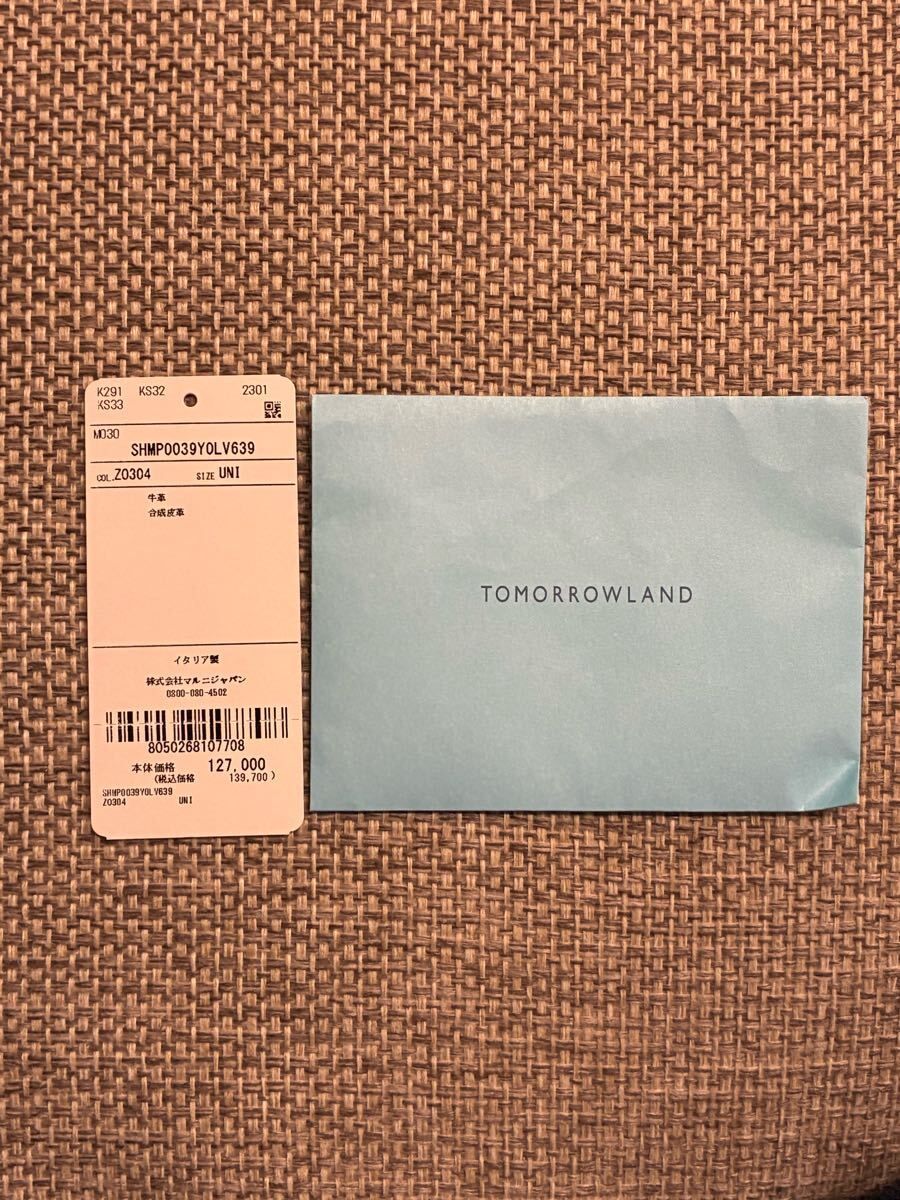 K291 KS32 2301
KS33
M030
SHMP0039Y0LV639
COL.Z0304 SIZE UNI
牛革
合成皮革
イタリア製
株式会社マルニジャパン
0800-080-4502
8050268107708
本体価格 127,000
(税込価格 139,700)
SHMP0039Y0LV639
Z0304 UNI
TOMORROWLAND